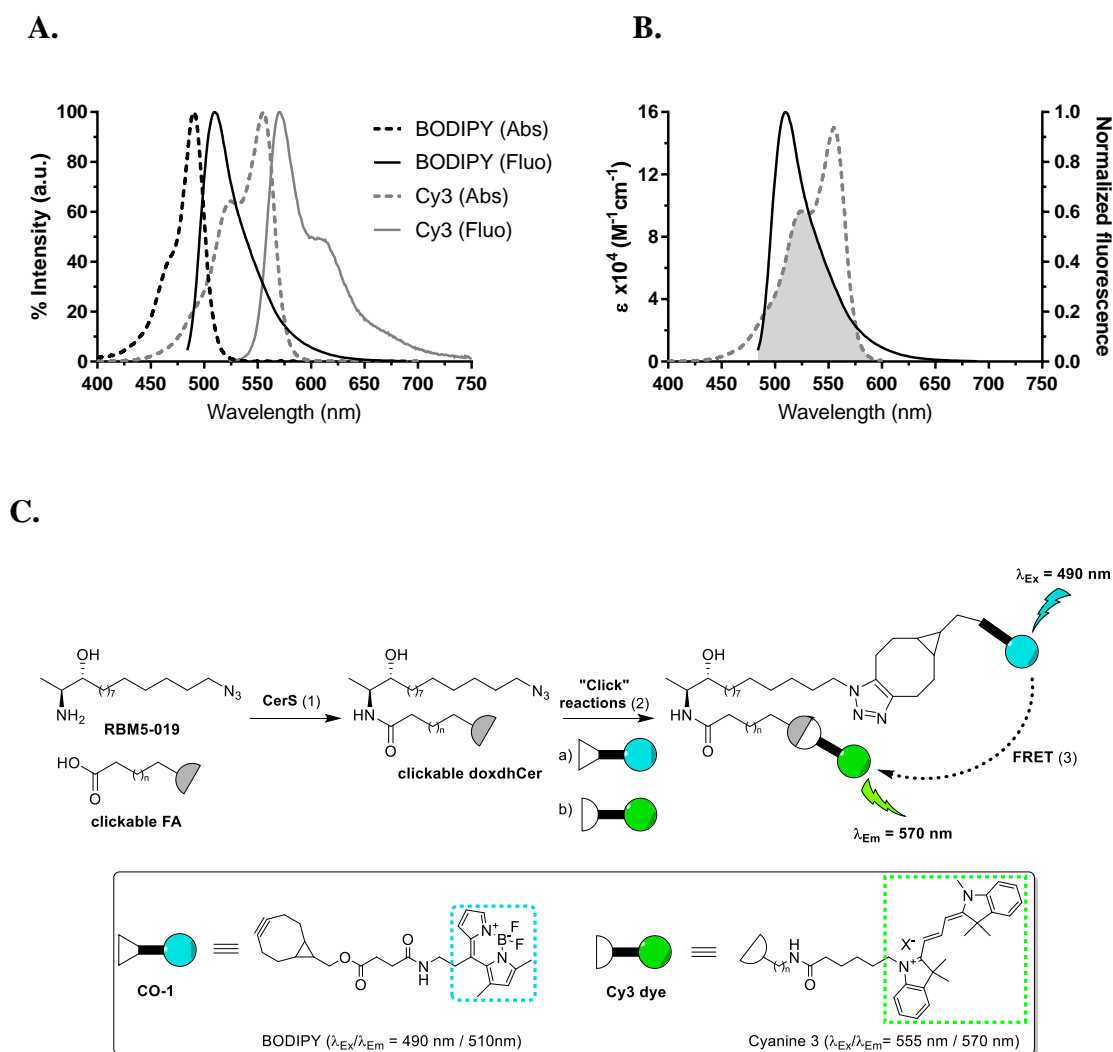 A.
B.
% Intensity (a.u.)
100
80
60
40
20
0
400 450 500 550 600 650 700 750
Wavelength (nm)
BODIPY (Abs)
BODIPY (Fluo)
Cy3 (Abs)
Cy3 (Fluo)
ε x10⁴ (M⁻¹cm⁻¹)
16
12
8
4
0
1.0
0.8
0.6
0.4
0.2
0.0
Normalized fluorescence
400 450 500 550 600 650 700 750
Wavelength (nm)
C.
λEx = 490 nm
OH
( )7
N3
NH2
RBM5-019
HO
O
( )n
clickable FA
CerS (1)
OH
( )7
N3
HN
O
( )n
clickable doxdhCer
"Click"
reactions (2)
a)
b)
OH
( )7
N
N=N
HN
O
( )n
FRET (3)
λEm = 570 nm
CO-1
O
O
O
N
H
N+
B-
F
F
N
BODIPY (λEx/λEm = 490 nm / 510nm)
Cy3 dye
( )n
H
N
O
X-
N+
N
Cyanine 3 (λEx/λEm= 555 nm / 570 nm)